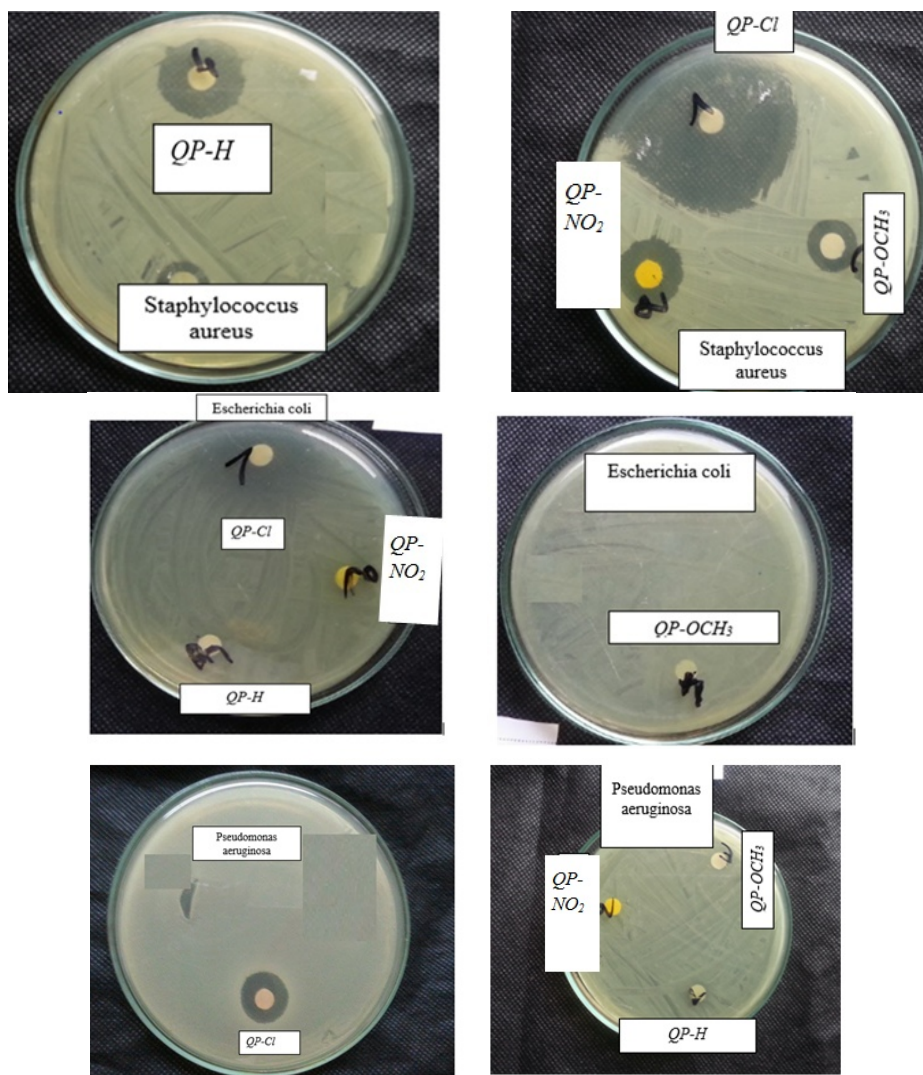 QP-H
Staphylococcus
aureus
QP-Cl
QP-
NO₂
QP-OCH₃
Staphylococcus
aureus
Escherichia coli
QP-Cl
QP-
NO₂
QP-H
Escherichia coli
QP-OCH₃
Pseudomonas
aeruginosa
QP-Cl
Pseudomonas
aeruginosa
QP-
NO₂
QP-OCH₃
QP-H